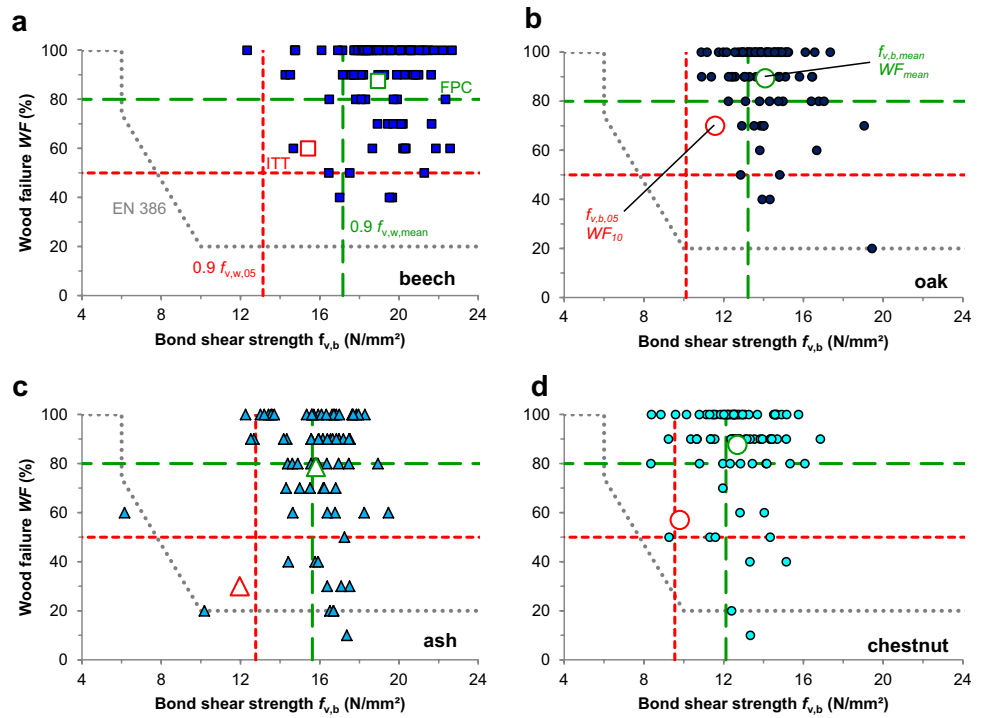 a
Wood failure WF (%)
100
80
60
40
20
0
4 8 12 16 20 24
Bond shear strength fv,b (N/mm²)
FPC
ITT
EN 386
0.9 fv,w,mean
0.9 fv,w,05
beech
b
100
80
60
40
20
0
4 8 12 16 20 24
Bond shear strength fv,b (N/mm²)
fv,b,mean
WFmean
fv,b,05
WF10
oak
c
Wood failure WF (%)
100
80
60
40
20
0
4 8 12 16 20 24
Bond shear strength fv,b (N/mm²)
ash
d
100
80
60
40
20
0
4 8 12 16 20 24
Bond shear strength fv,b (N/mm²)
chestnut